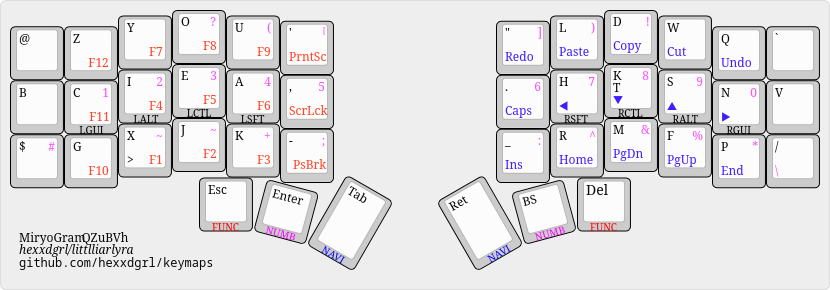 @ Z F12 Y F7 O ? F8 U ( F9 ' | PrntSc " ] Redo L ) Paste D ! Copy W Cut Q Undo `
B C 1 F11 LGUI I 2 F4 LALT E 3 F5 LCTL A 4 F6 LSFT , 5 ScrLck . 6 Caps H 7 ◀ RSFT K 8 T ▼ RCTL S 9 ▲ RALT N 0 ▶ RGUI V
$ # G F10 X ~ > F1 J ~ F2 K + F3 - ; PsBrk _ : Ins R ^ Home M & PgDn F % PgUp P * End / \
Esc FUNC Enter NUMB Tab NAVI Ret NAVI BS NUMB Del FUNC
MiryoGramQZuBVh
hexxdgrl/littlliarlyra
github.com/hexxdgrl/keymaps